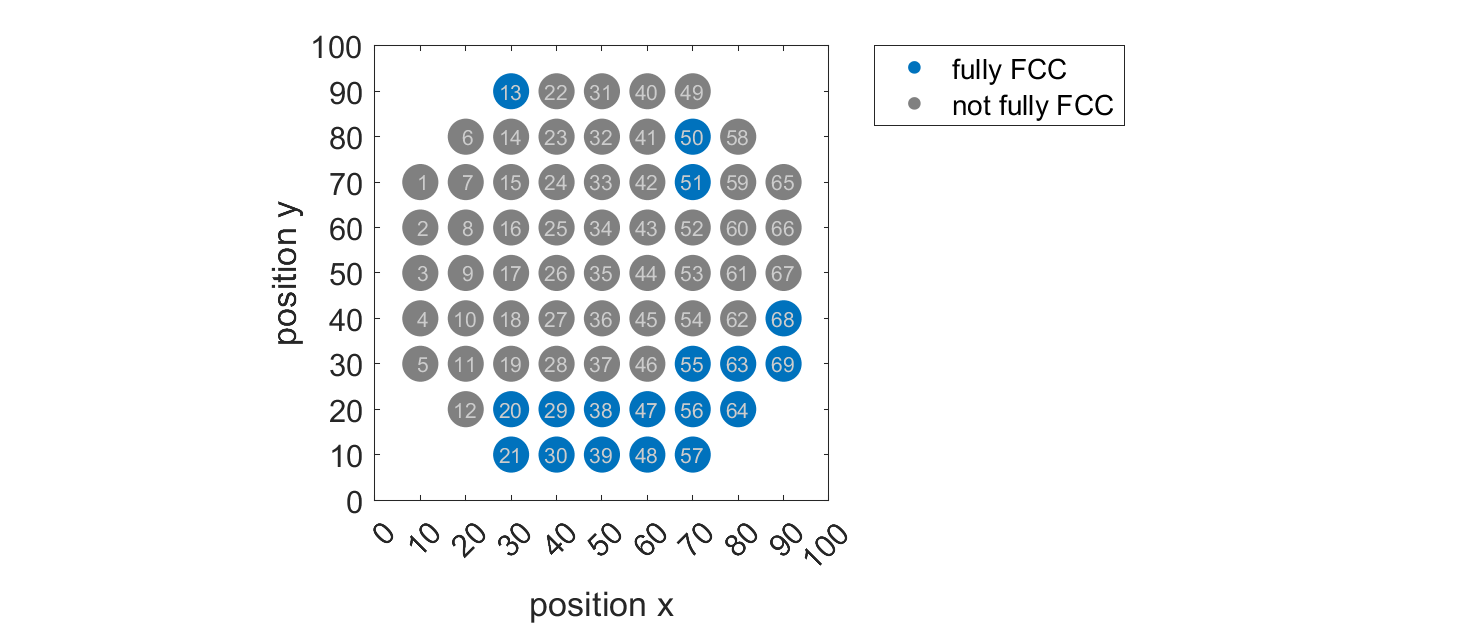 100
fully FCC
not fully FCC
90 13 22 31 40 49
80 6 14 23 32 41 50 58
70 1 7 15 24 33 42 51 59 65
60 2 8 16 25 34 43 52 60 66
50 3 9 17 26 35 44 53 61 67
40 4 10 18 27 36 45 54 62 68
30 5 11 19 28 37 46 55 63 69
20 12 20 29 38 47 56 64
10 21 30 39 48 57
0
position y
0 10 20 30 40 50 60 70 80 90 100
position x